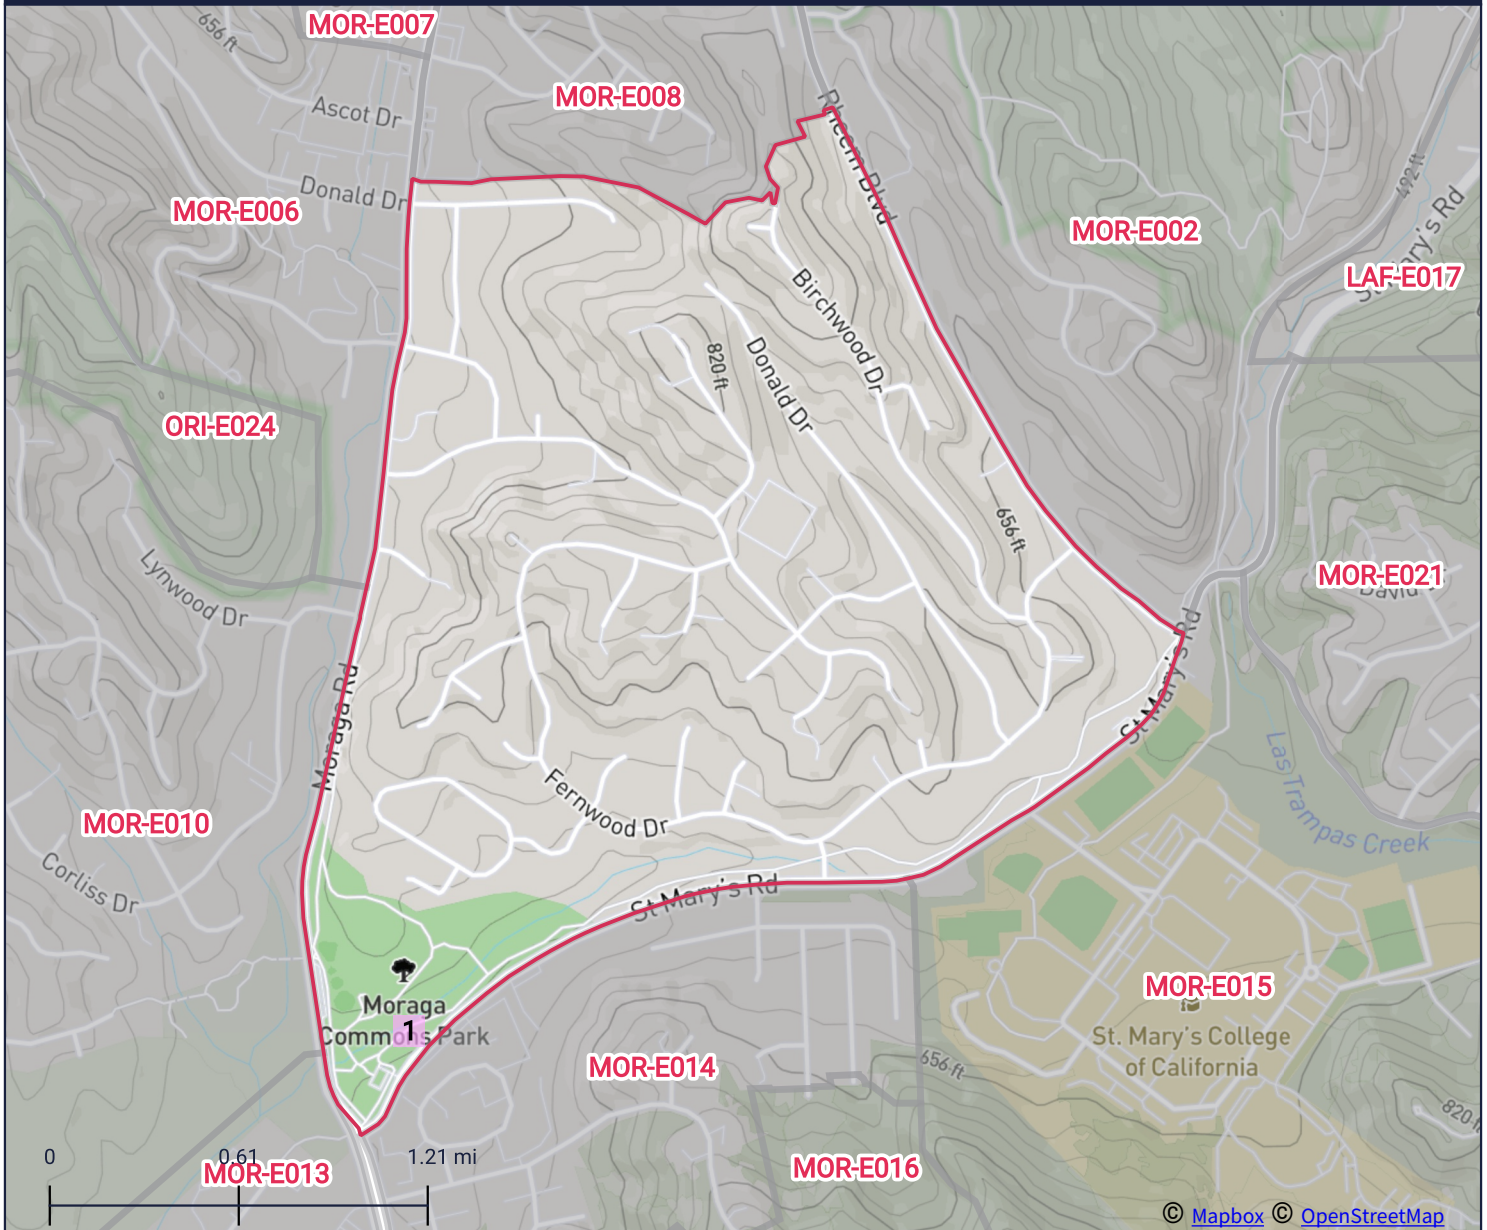 MOR-E007
656 ft
MOR-E008
Ascot Dr
Rheem Blvd
Donald Dr
492 ft
MOR-E006
MOR-E002
St Mary's Rd
LAF-E017
Birchwood Dr
820 ft
Donald Dr
ORI-E024
656 ft
Lynwood Dr
MOR-E021
David
St Mary's Rd
Moraga Rd
Las Trampas Creek
Fernwood Dr
MOR-E010
Corliss Dr
St Mary's Rd
MOR-E015
Moraga
Commons Park
1
St. Mary's College
of California
656 ft
MOR-E014
820 ft
0 0.61 1.21 mi
MOR-E013
MOR-E016
© Mapbox © OpenStreetMap